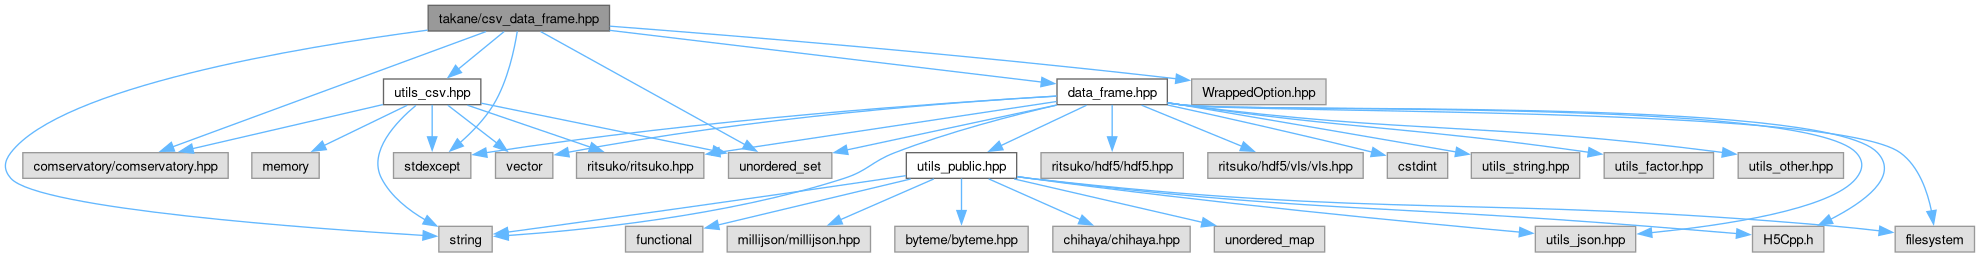 takane/csv_data_frame.hpp
utils_csv.hpp
data_frame.hpp
WrappedOption.hpp
comservatory/comservatory.hpp
memory
stdexcept
vector
ritsuko/ritsuko.hpp
unordered_set
utils_public.hpp
ritsuko/hdf5/hdf5.hpp
ritsuko/hdf5/vls/vls.hpp
cstdint
utils_string.hpp
utils_factor.hpp
utils_other.hpp
string
functional
millijson/millijson.hpp
byteme/byteme.hpp
chihaya/chihaya.hpp
unordered_map
utils_json.hpp
H5Cpp.h
filesystem